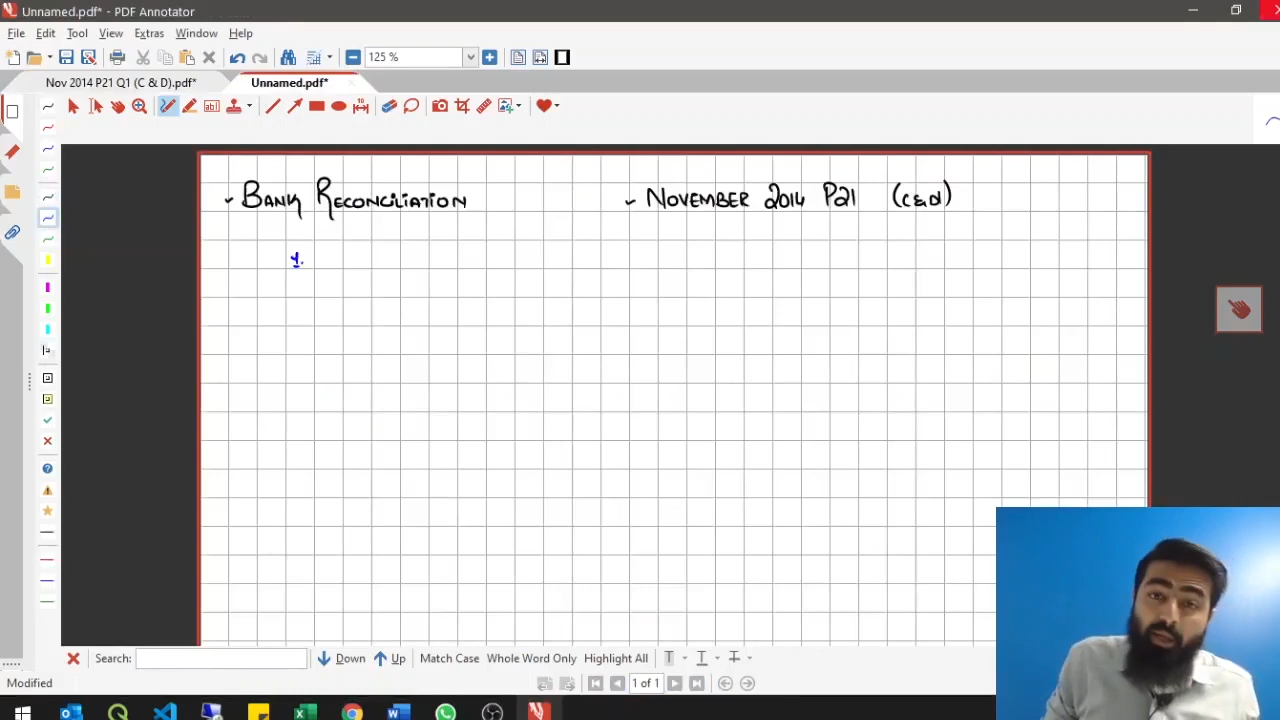 Unnamed.pdf* - PDF Annotator
File Edit Tool View Extras Window Help
125 %
Nov 2014 P21 Q1 (C & D).pdf* Unnamed.pdf*
- BANK RECONCILIATION - NOVEMBER 2014 P21 (C&D)
Search: Down Up Match Case Whole Word Only Highlight All
1 of 1
Modified